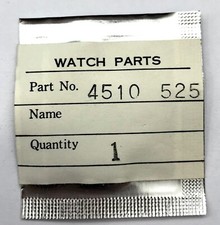 WATCH PARTS
Part No. 4510 525
Name
Quantity 1